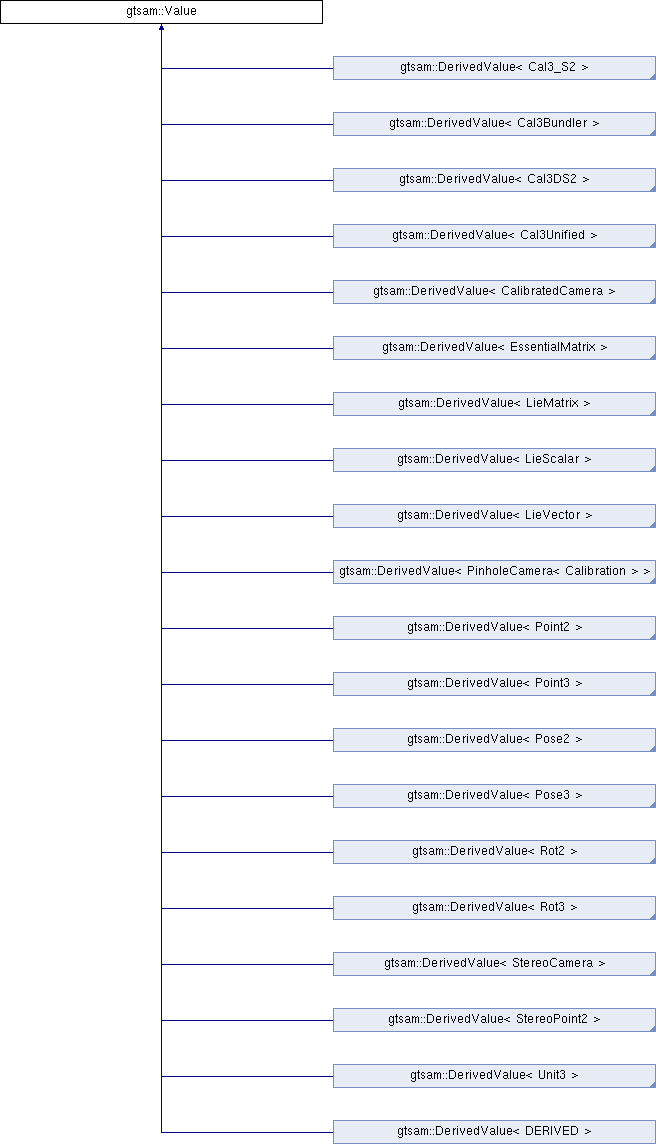 gtsam::Value
gtsam::DerivedValue< Cal3_S2 >
gtsam::DerivedValue< Cal3Bundler >
gtsam::DerivedValue< Cal3DS2 >
gtsam::DerivedValue< Cal3Unified >
gtsam::DerivedValue< CalibratedCamera >
gtsam::DerivedValue< EssentialMatrix >
gtsam::DerivedValue< LieMatrix >
gtsam::DerivedValue< LieScalar >
gtsam::DerivedValue< LieVector >
gtsam::DerivedValue< PinholeCamera< Calibration > >
gtsam::DerivedValue< Point2 >
gtsam::DerivedValue< Point3 >
gtsam::DerivedValue< Pose2 >
gtsam::DerivedValue< Pose3 >
gtsam::DerivedValue< Rot2 >
gtsam::DerivedValue< Rot3 >
gtsam::DerivedValue< StereoCamera >
gtsam::DerivedValue< StereoPoint2 >
gtsam::DerivedValue< Unit3 >
gtsam::DerivedValue< DERIVED >